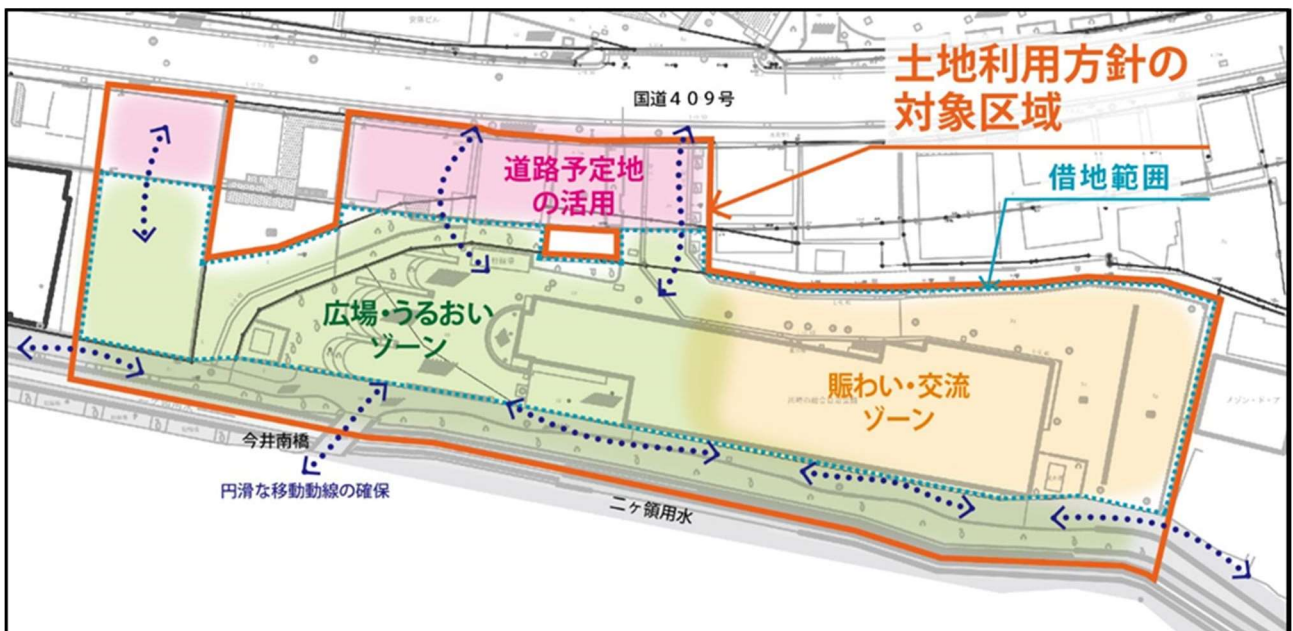 国道409号
土地利用方針の
対象区域
借地範囲
道路予定地
の活用
広場・うるおい
ゾーン
賑わい・交流
ゾーン
今井南橋
円滑な移動動線の確保
二ヶ領用水